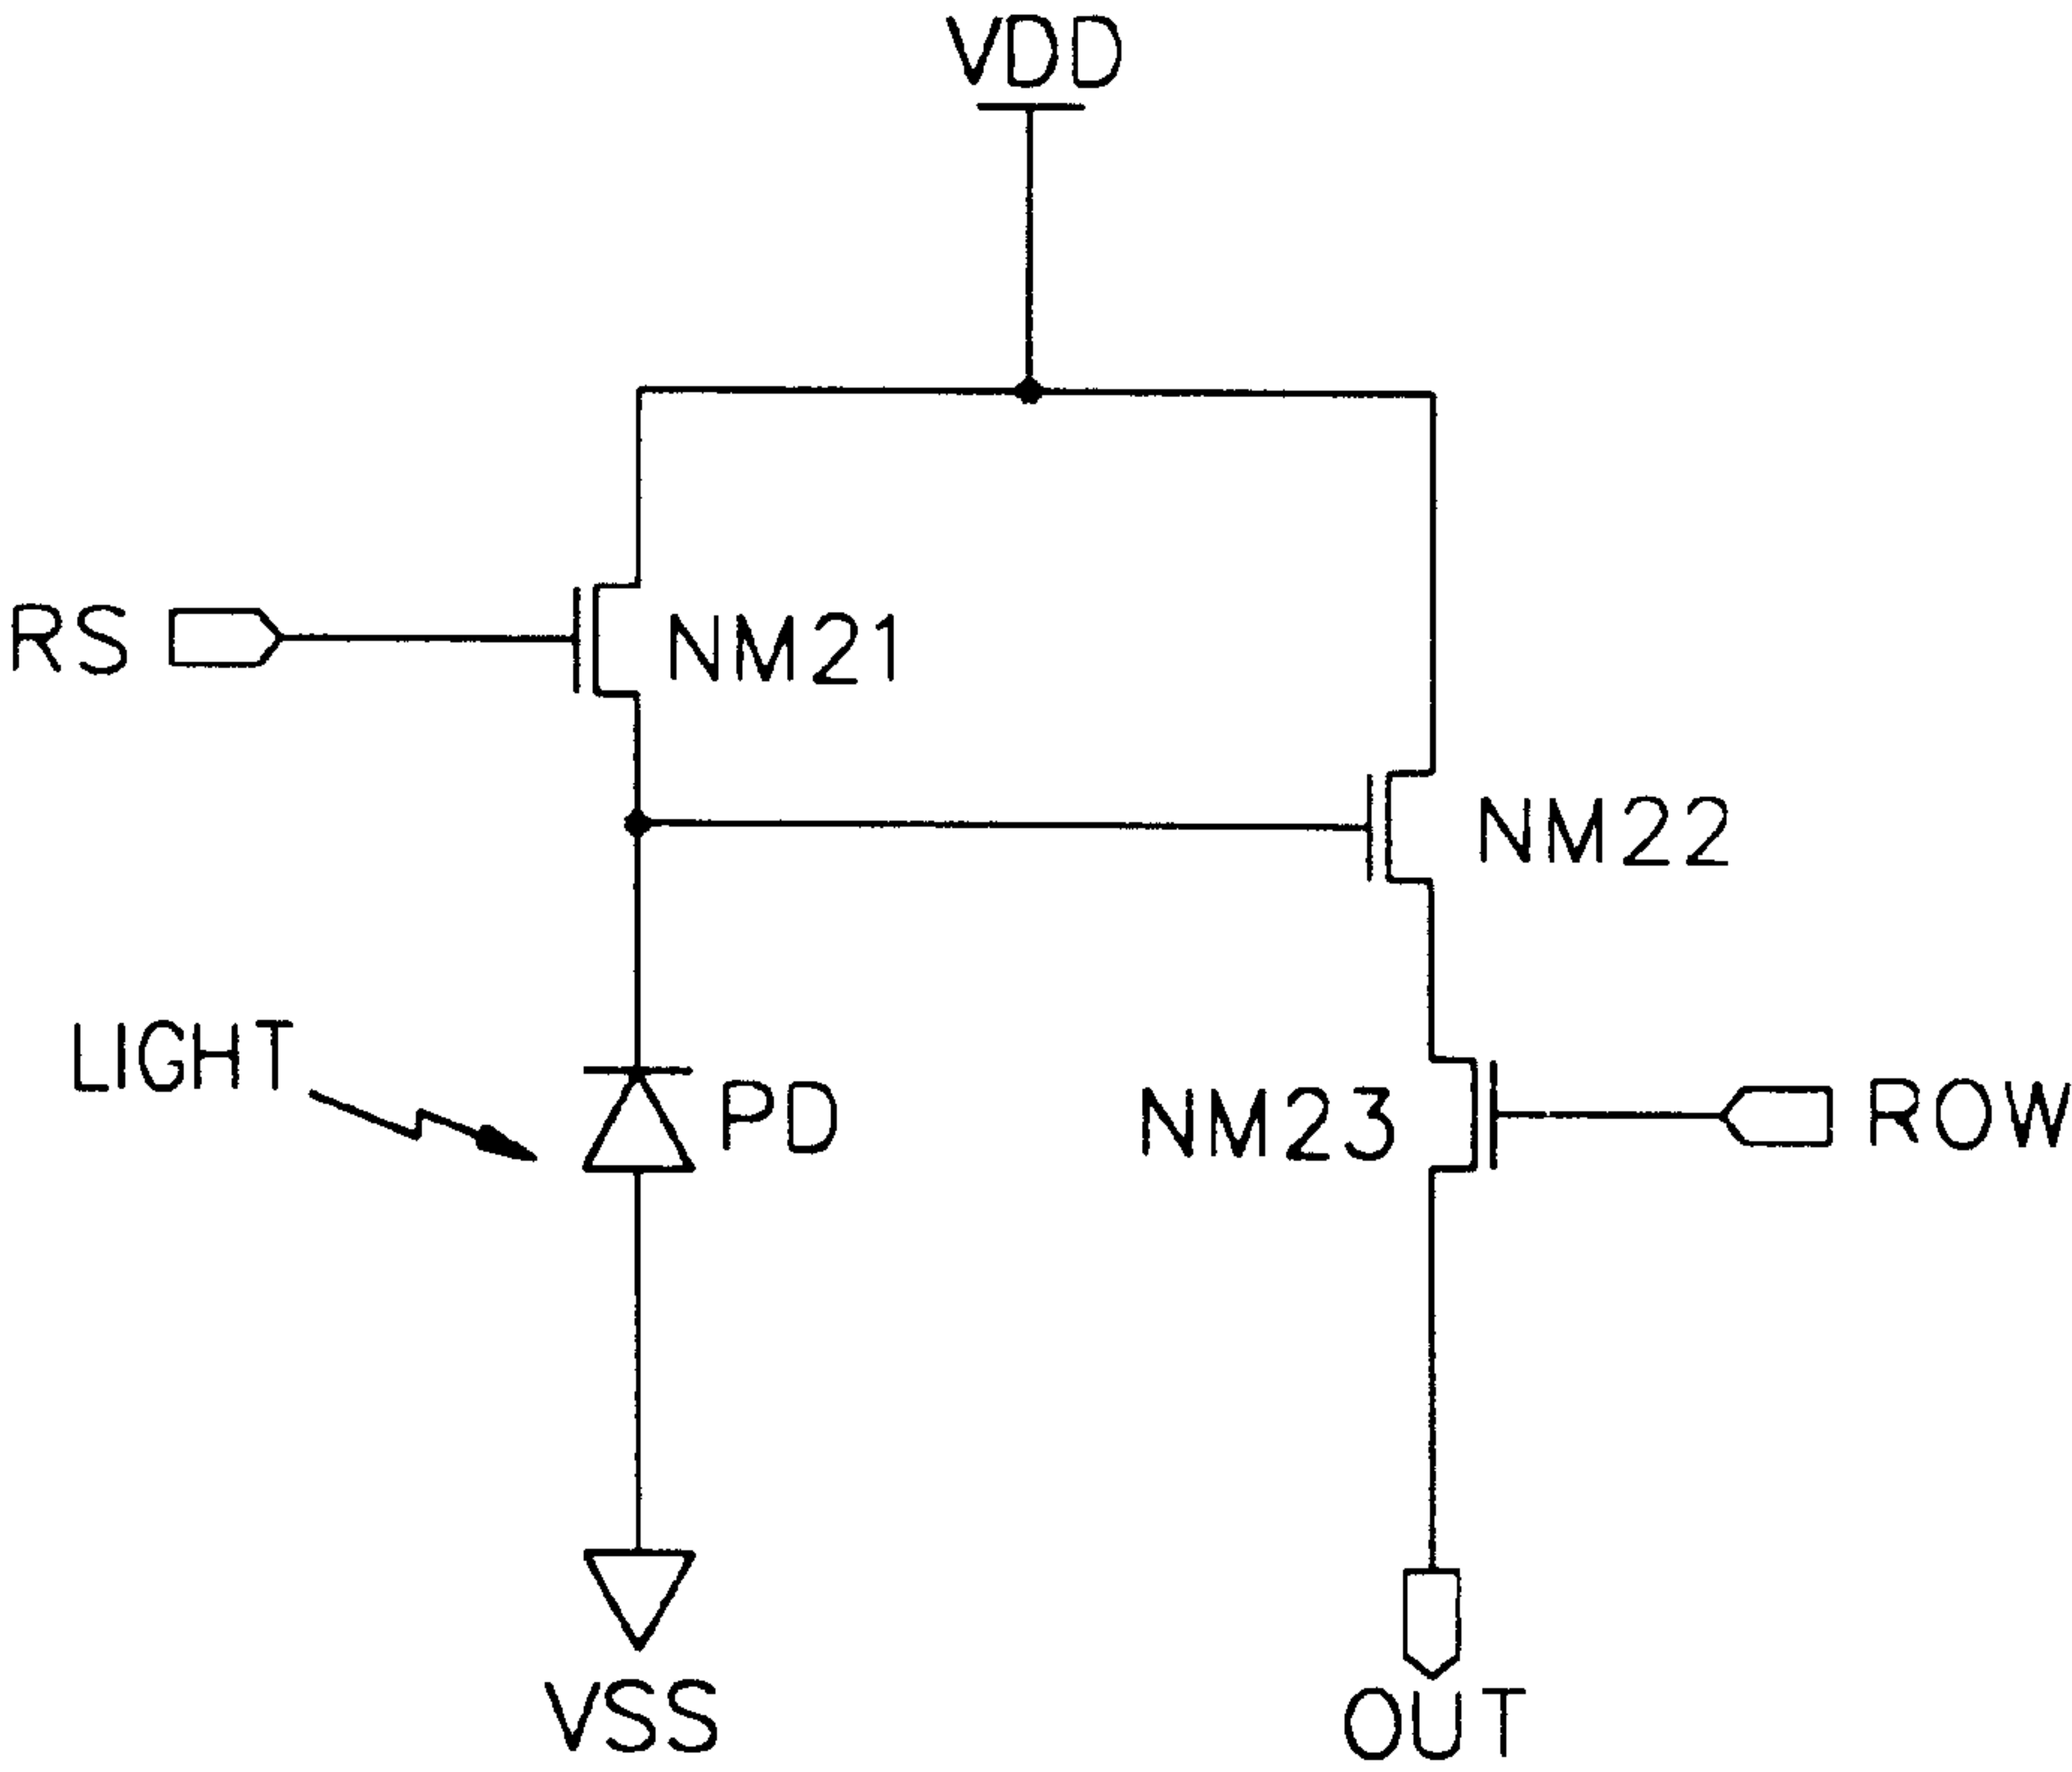 VDD
RS
NM21
NM22
LIGHT
PD
NM23
ROW
VSS
OUT